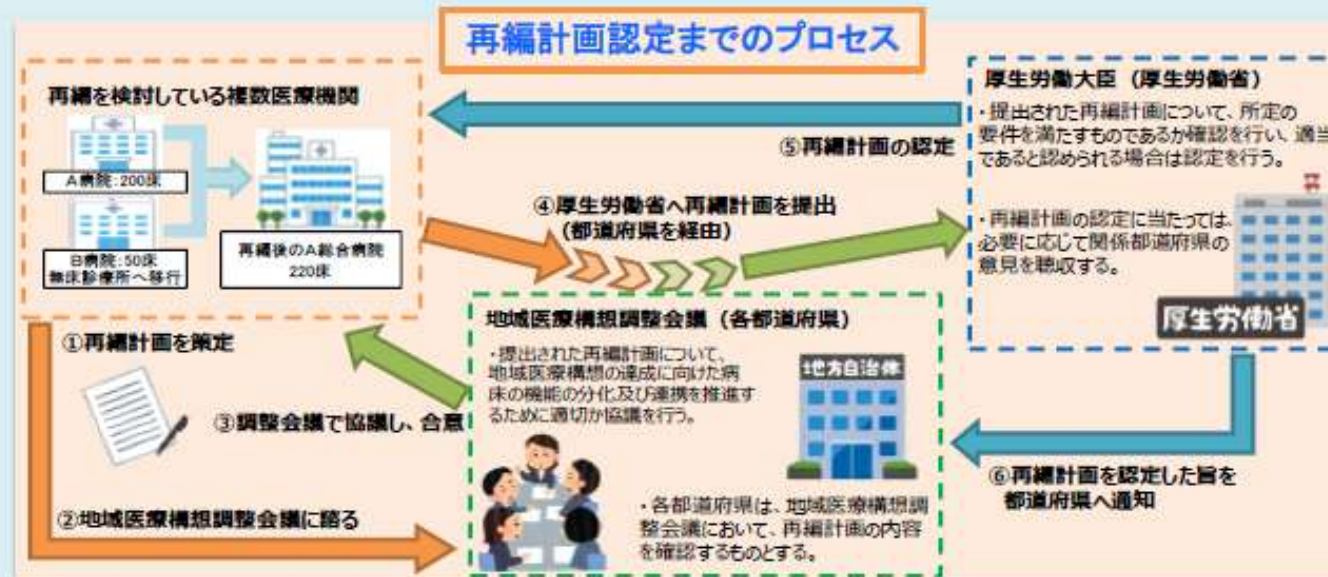 再編計画認定までのプロセス
再編を検討している複数医療機関
A病院:200床
B病院:50床
無床診療所へ移行
再編後のA総合病院
220床
①再編計画を策定
②地域医療構想調整会議に諮る
③調整会議で協議し、合意
④厚生労働省へ再編計画を提出
(都道府県を経由)
地域医療構想調整会議(各都道府県)
・提出された再編計画について、
地域医療構想の達成に向けた病
床の機能の分化及び連携を推進す
るために適切か協議を行う。
地方自治体
・各都道府県は、地域医療構想調
整会議において、再編計画の内容
を確認するものとする。
⑤再編計画の認定
厚生労働大臣(厚生労働省)
・提出された再編計画について、所定の
要件を満たすものであるか確認を行い、適当
であると認められる場合は認定を行う。
・再編計画の認定に当たっては、
必要に応じて関係都道府県の
意見を聴収する。
厚生労働省
⑥再編計画を認定した旨を
都道府県へ通知